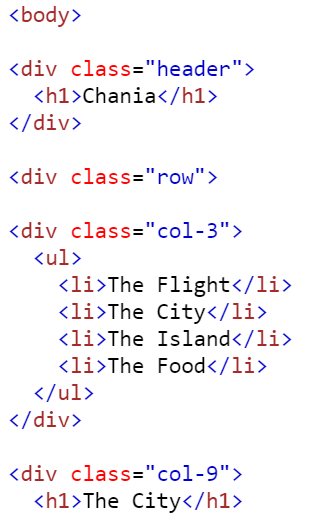 <body>
<div class="header">
<h1>Chania</h1>
</div>
<div class="row">
<div class="col-3">
<ul>
<li>The Flight</li>
<li>The City</li>
<li>The Island</li>
<li>The Food</li>
</ul>
</div>
<div class="col-9">
<h1>The City</h1>